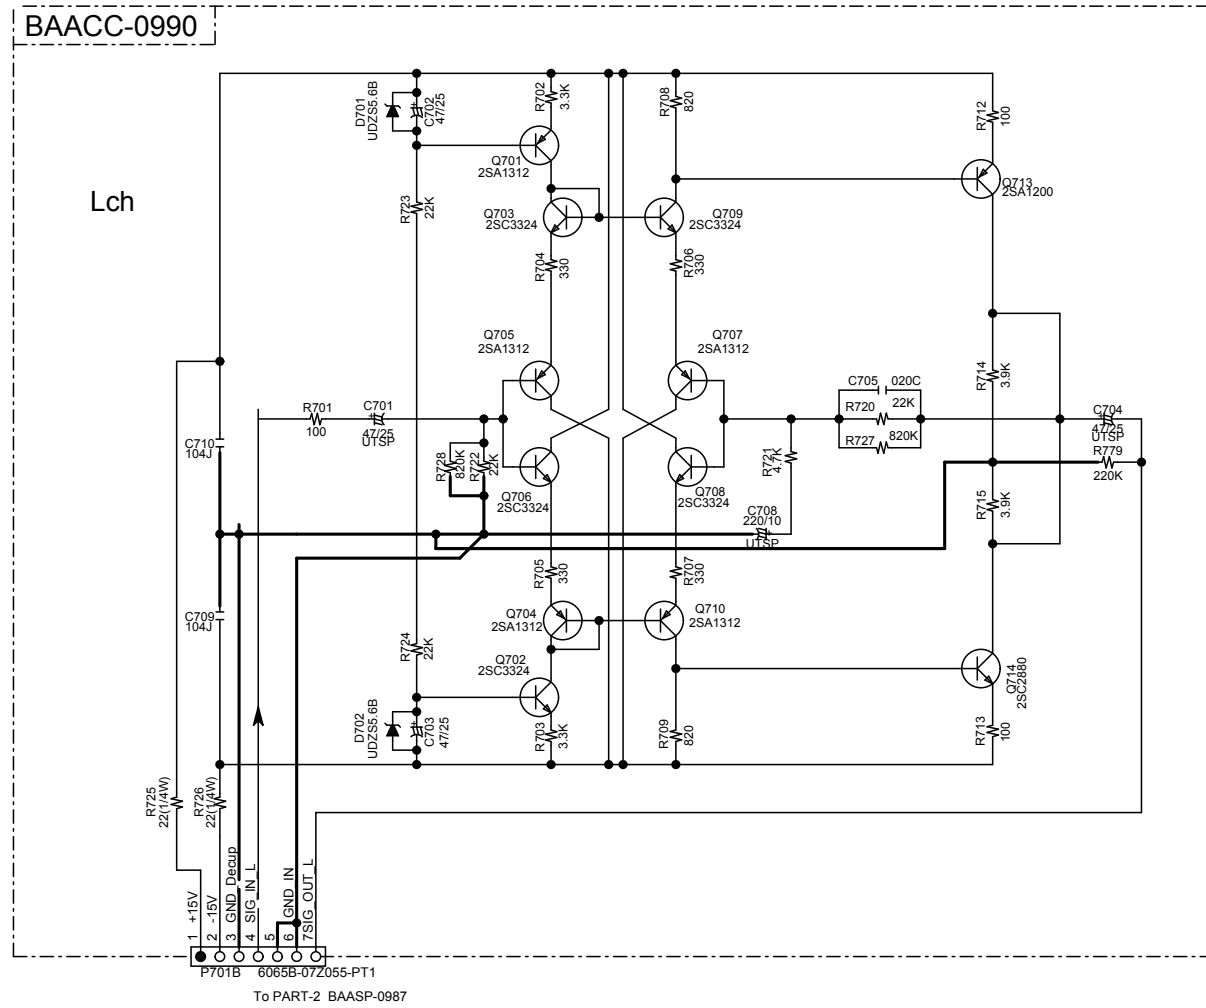 BAACC-0990
Lch
D701
UDZS5.6B
C702
47/25
R702
3.3K
R708
820
R712
100
Q701
2SA1312
Q713
2SA1200
R723
22K
Q703
2SC3324
Q709
2SC3324
R704
330
R706
330
Q705
2SA1312
Q707
2SA1312
R714
3.9K
C705 020C
R720 22K
R727 820K
R701
100
C701
47/25
UTSP
C704
47/25
UTSP
R779
220K
C710
104J
R728
820K
R722
22K
R721
4.7K
Q706
2SC3324
Q708
2SC3324
R715
3.9K
C708
220/10
UTSP
R705
330
R707
330
C709
104J
Q704
2SA1312
Q710
2SA1312
R724
22K
Q702
2SC3324
Q714
2SC2880
D702
UDZS5.6B
C703
47/25
R703
3.3K
R709
820
R713
100
R725
22(1/4W)
R726
22(1/4W)
1 +15V
2 -15V
3 GND_Decup
4 SIG_IN_L
5
6 GND_IN
7 SIG_OUT_L
P701B 6065B-07Z055-PT1
To PART-2 BAASP-0987